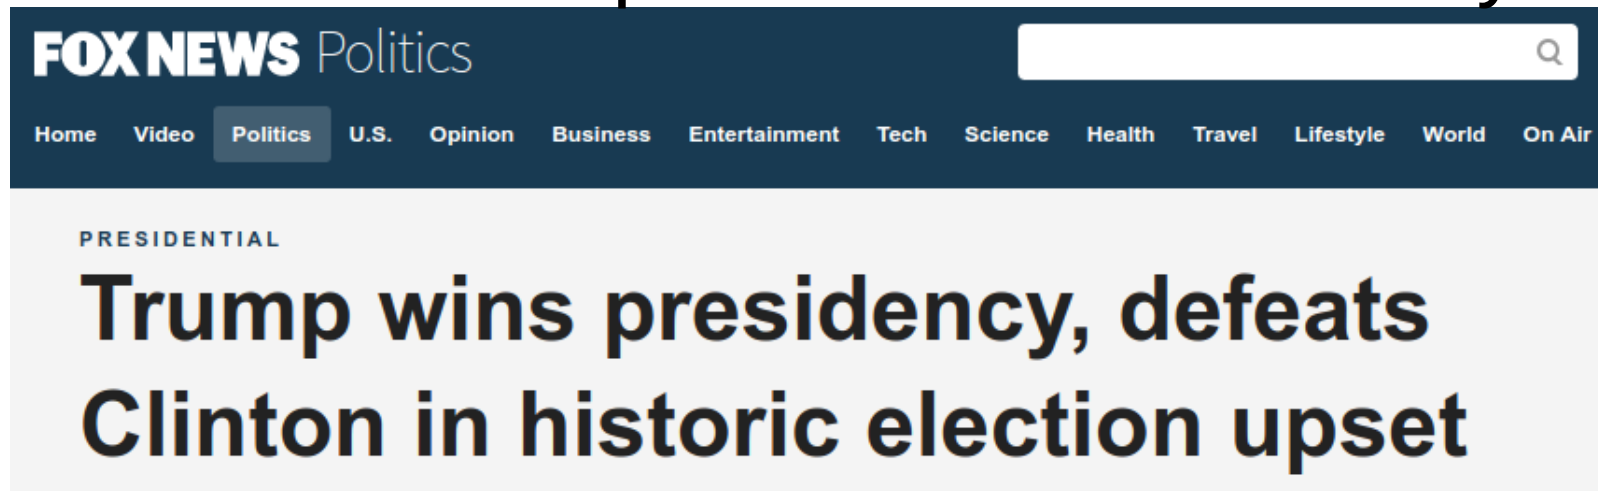 FOX NEWS Politics
Home Video Politics U.S. Opinion Business Entertainment Tech Science Health Travel Lifestyle World On Air
PRESIDENTIAL
Trump wins presidency, defeats
Clinton in historic election upset